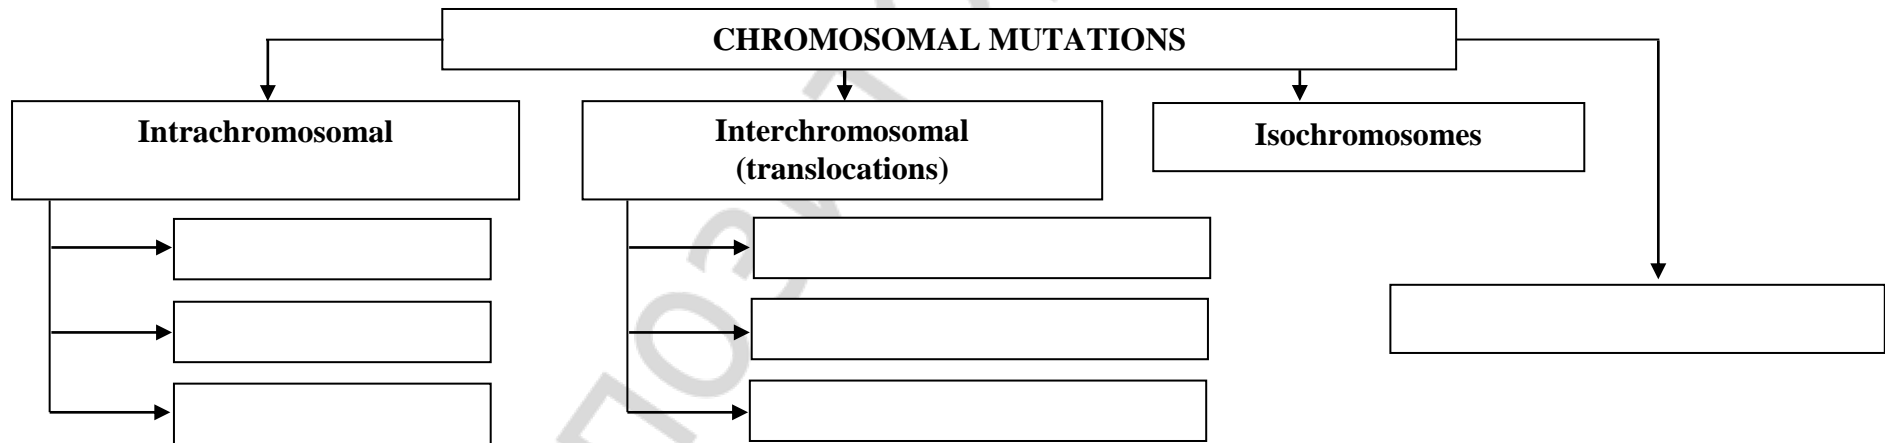 CHROMOSOMAL MUTATIONS
Intrachromosomal
Interchromosomal
(translocations)
Isochromosomes